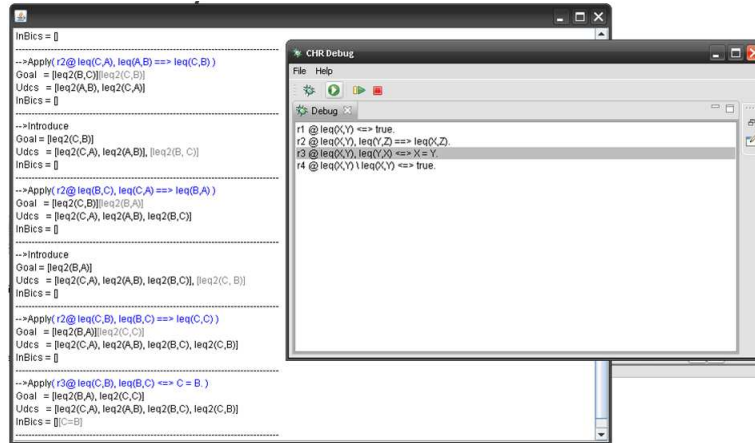 InBics = []
-->Apply( r2@ leq(C,A), leq(A,B) ==> leq(C,B) )
Goal = [leq2(B,C)][leq2(C,B)]
Udcs = [leq2(A,B), leq2(C,A)]
InBics = []
-->Introduce
Goal = [leq2(C,B)]
Udcs = [leq2(C,A), leq2(A,B)], [leq2(B, C)]
InBics = []
-->Apply( r2@ leq(B,C), leq(C,A) ==> leq(B,A) )
Goal = [leq2(C,B)][leq2(B,A)]
Udcs = [leq2(C,A), leq2(A,B), leq2(B,C)]
InBics = []
-->Introduce
Goal = [leq2(B,A)]
Udcs = [leq2(C,A), leq2(A,B), leq2(B,C)], [leq2(C, B)]
InBics = []
-->Apply( r2@ leq(C,B), leq(B,C) ==> leq(C,C) )
Goal = [leq2(B,A)][leq2(C,C)]
Udcs = [leq2(C,A), leq2(A,B), leq2(B,C), leq2(C,B)]
InBics = []
-->Apply( r3@ leq(C,B), leq(B,C) <=> C = B. )
Goal = [leq2(B,A), leq2(C,C)]
Udcs = [leq2(C,A), leq2(A,B), leq2(B,C), leq2(C,B)]
InBics = [][C=B]
CHR Debug
File Help
Debug
r1 @ leq(X,Y) <=> true.
r2 @ leq(X,Y), leq(Y,Z) ==> leq(X,Z).
r3 @ leq(X,Y), leq(Y,X) <=> X = Y.
r4 @ leq(X,Y) \ leq(X,Y) <=> true.